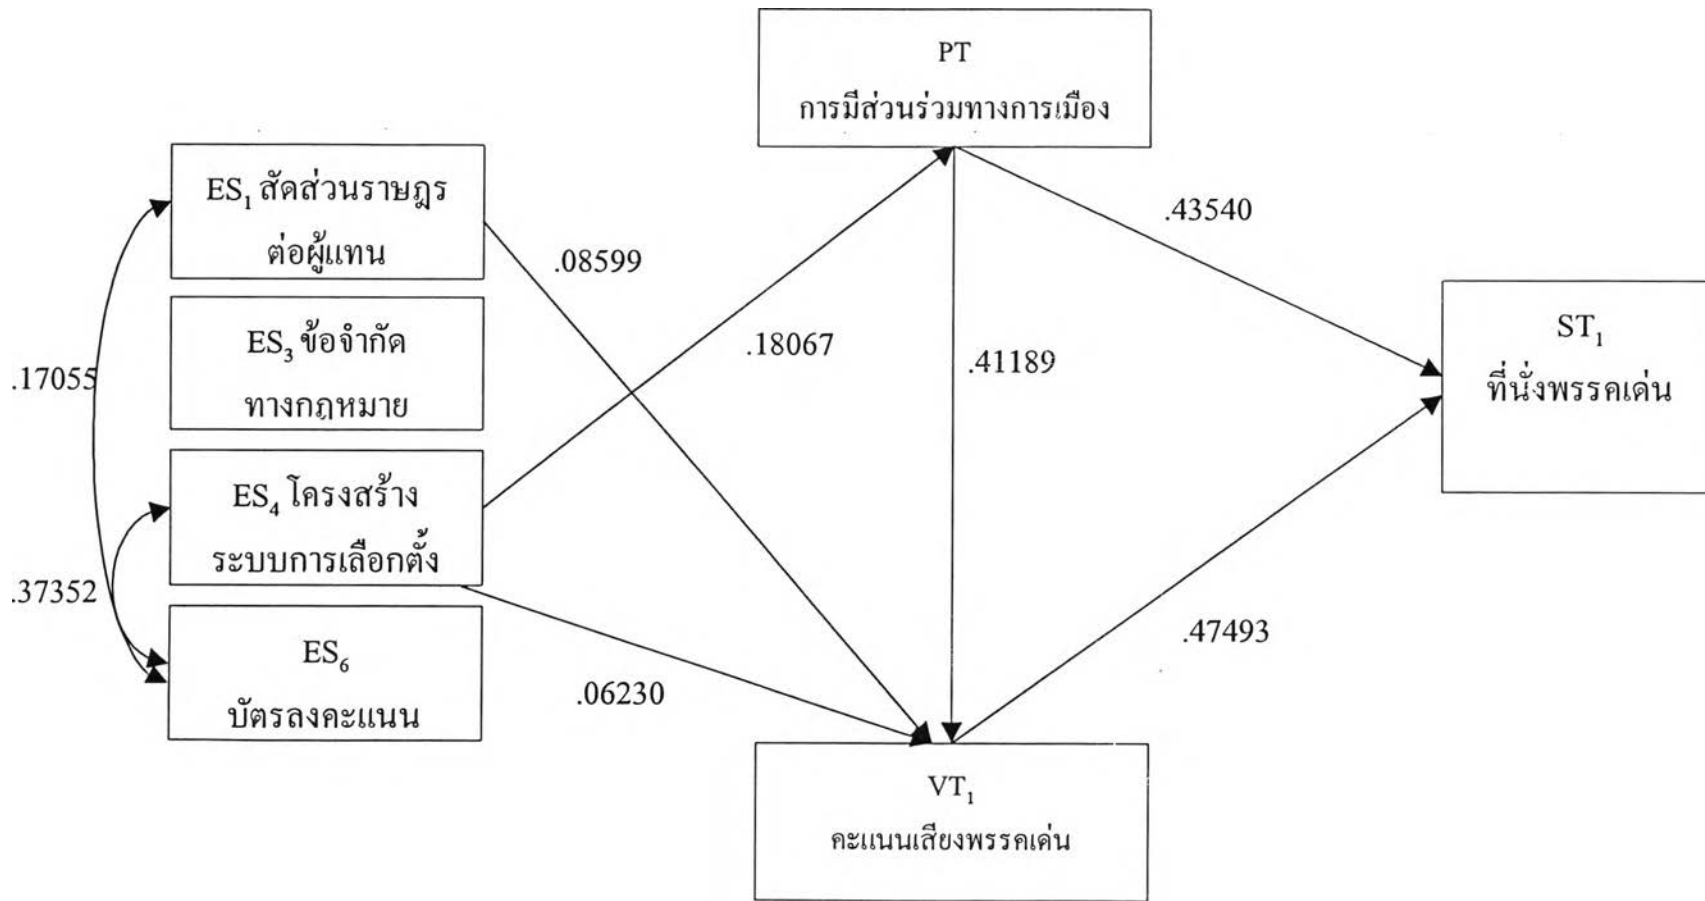 PT
การมีส่วนร่วมทางการเมือง
ES₁ สัดส่วนราษฎร
ต่อผู้แทน
.08599
.43540
ES₃ ข้อจำกัด
ทางกฎหมาย
.17055
.18067
.41189
ST₁
ที่นั่งพรรคเด่น
ES₄ โครงสร้าง
ระบบการเลือกตั้ง
.37352
ES₆
บัตรลงคะแนน
.06230
.47493
VT₁
คะแนนเสียงพรรคเด่น